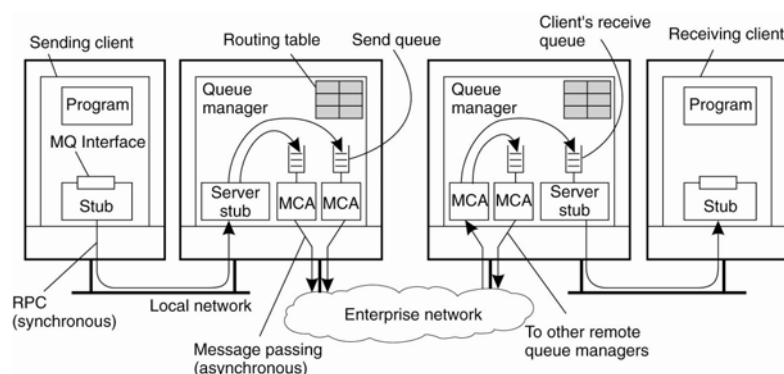 Sending client
Routing table
Send queue
Client's receive
queue
Receiving client
Program
MQ Interface
Stub
Queue
manager
Server
stub
MCA
MCA
Queue
manager
MCA
MCA
Server
stub
Program
Stub
RPC
(synchronous)
Local network
Message passing
(asynchronous)
Enterprise network
To other remote
queue managers